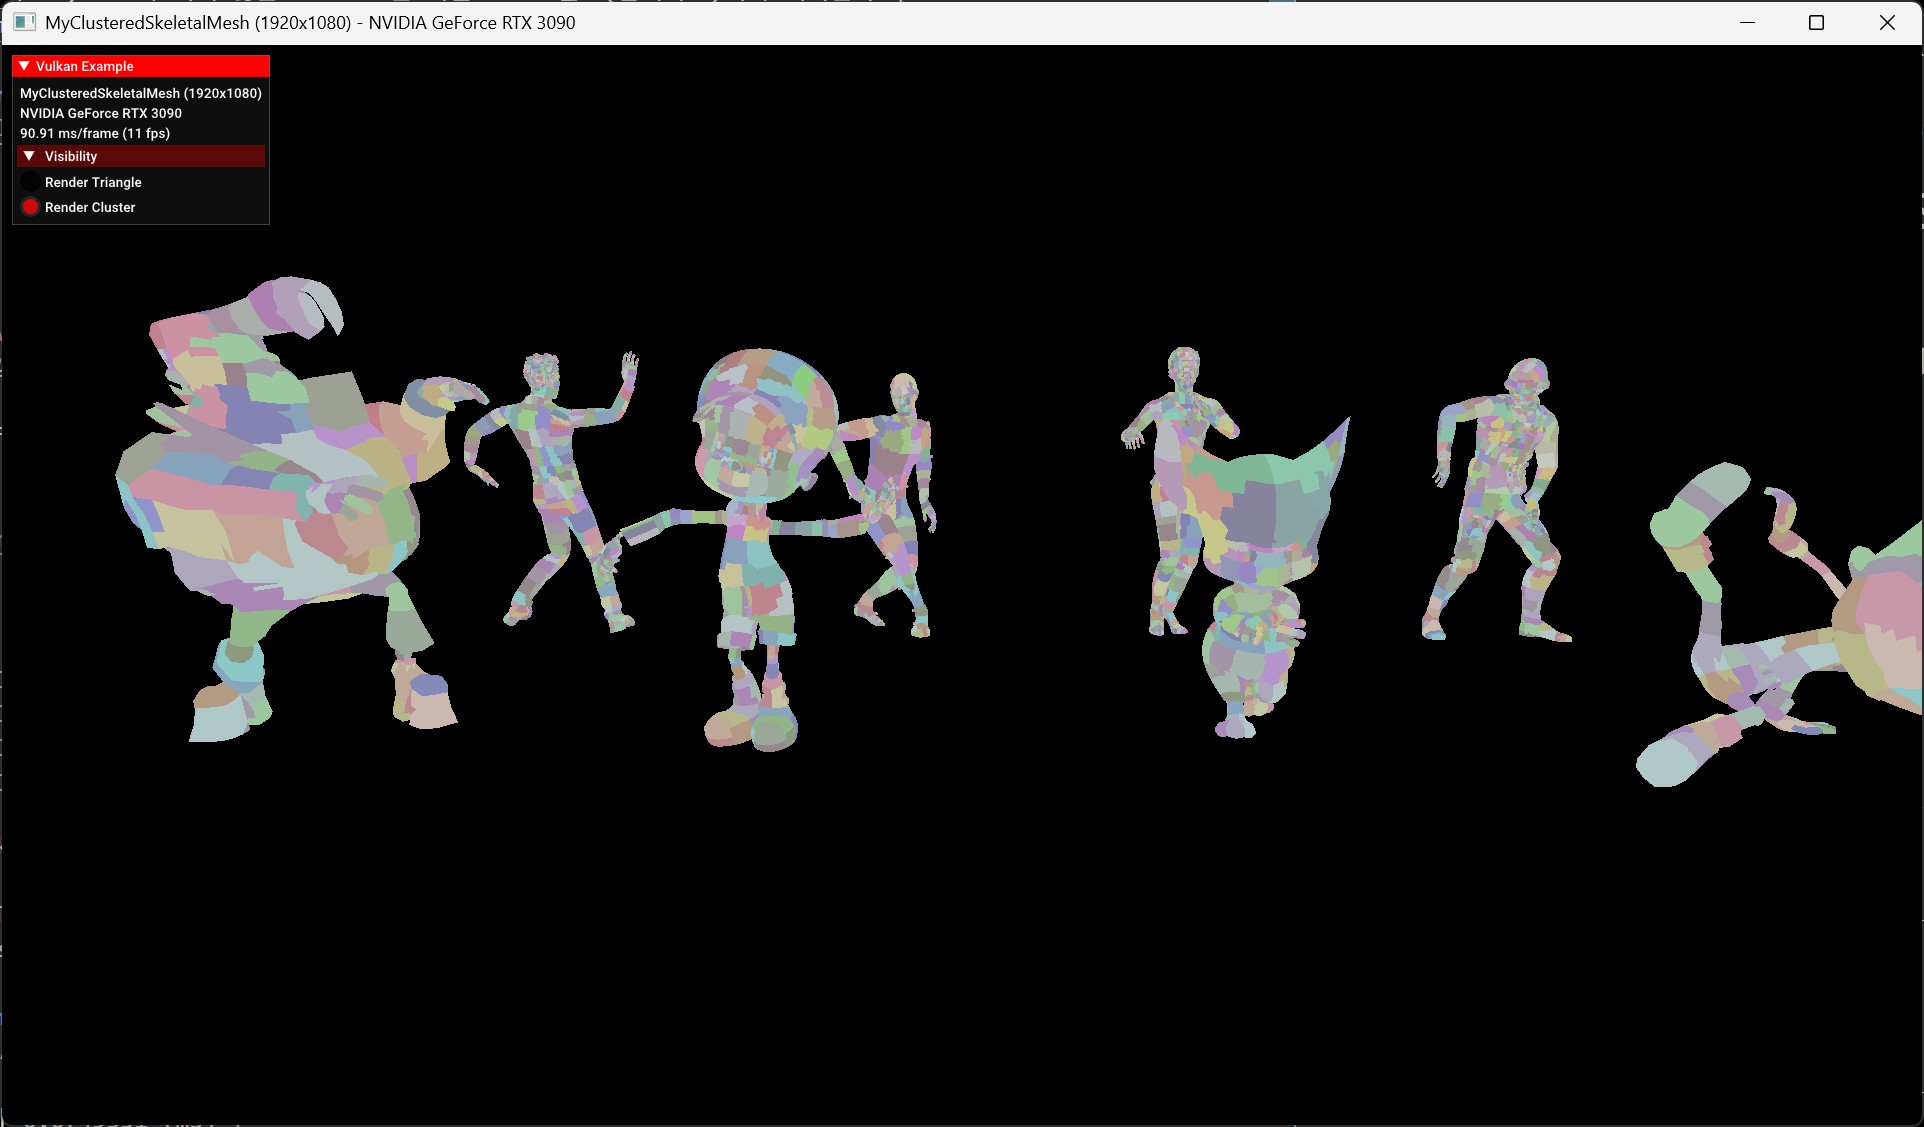 MyClusteredSkeletalMesh (1920x1080) - NVIDIA GeForce RTX 3090
Vulkan Example
MyClusteredSkeletalMesh (1920x1080)
NVIDIA GeForce RTX 3090
90.91 ms/frame (11 fps)
Visibility
Render Triangle
Render Cluster